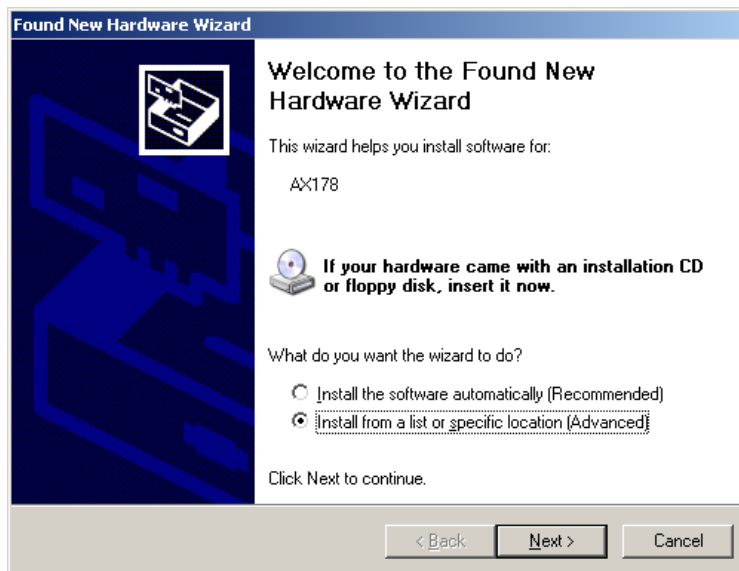 Found New Hardware Wizard
Welcome to the Found New
Hardware Wizard
This wizard helps you install software for:
AX178
If your hardware came with an installation CD
or floppy disk, insert it now.
What do you want the wizard to do?
Install the software automatically (Recommended)
Install from a list or specific location (Advanced)
Click Next to continue.
< Back
Next >
Cancel